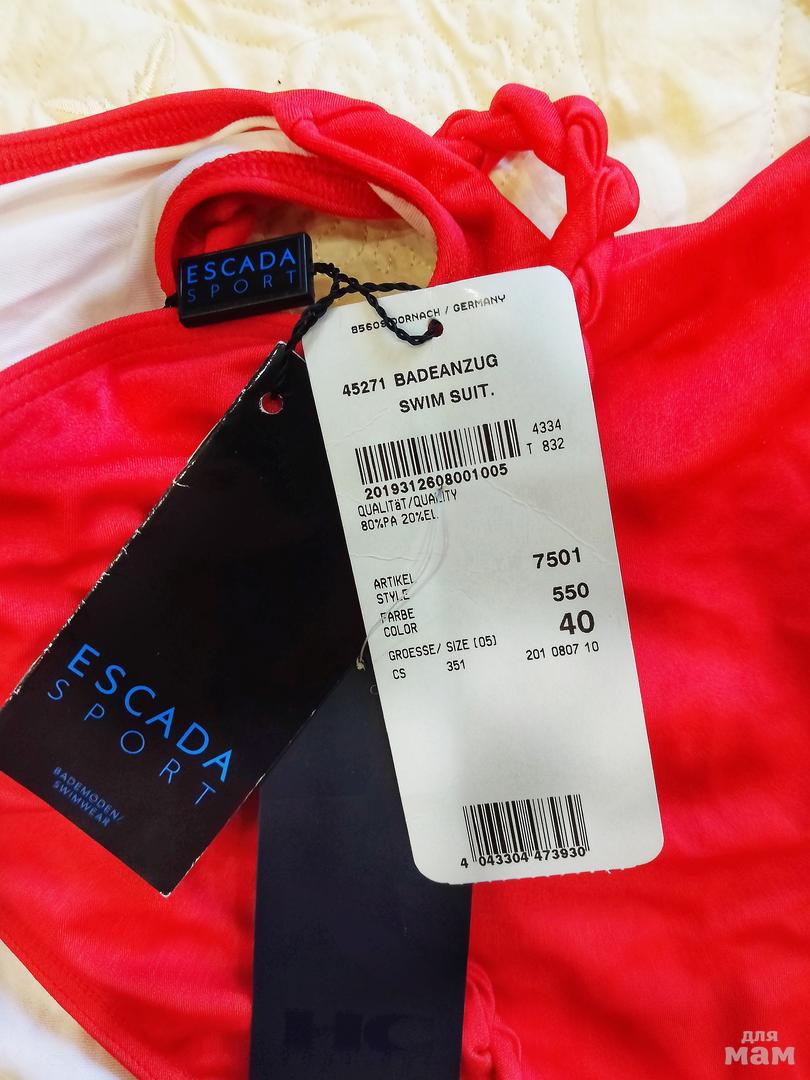 ESCADA
SPORT
85609 DORNACH / GERMANY
45271 BADEANZUG
SWIM SUIT.
4334
T 832
2019312608001005
QUALITäT/QUALITY
80%PA 20%EL
ARTIKEL
STYLE
7501
FARBE
COLOR
550
GROESSE/ SIZE [05]
40
CS 351
201 0807 10
4 043304 473930
ESCADA
SPORT
BADEMODEN/
SWIMWEAR
для
мам